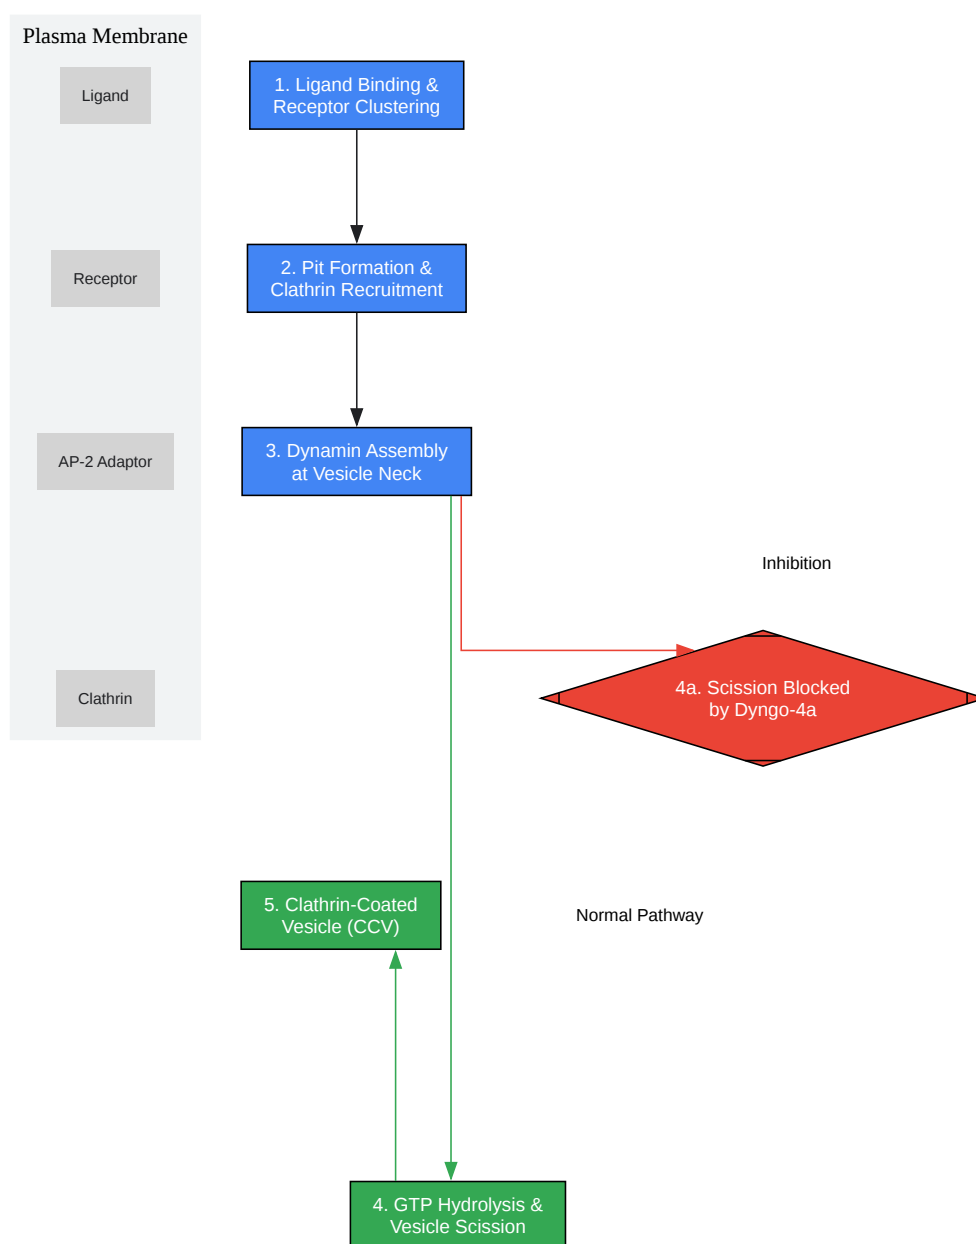 Plasma Membrane
Ligand
Receptor
AP-2 Adaptor
Clathrin
1. Ligand Binding &
Receptor Clustering
2. Pit Formation &
Clathrin Recruitment
3. Dynamin Assembly
at Vesicle Neck
Inhibition
4a. Scission Blocked
by Dyngo-4a
5. Clathrin-Coated
Vesicle (CCV)
Normal Pathway
4. GTP Hydrolysis &
Vesicle Scission